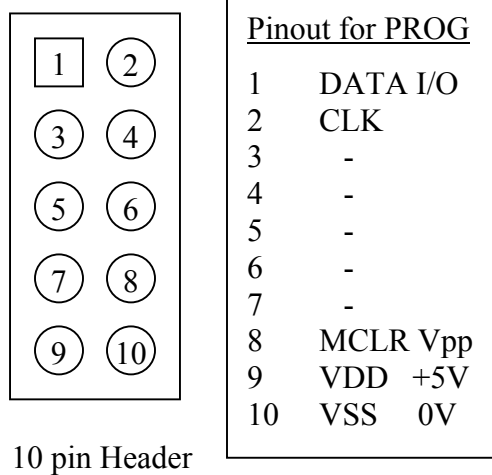 1 2
3 4
5 6
7 8
9 10
10 pin Header
Pinout for PROG
1 DATA I/O
2 CLK
3 -
4 -
5 -
6 -
7 -
8 MCLR Vpp
9 VDD +5V
10 VSS 0V